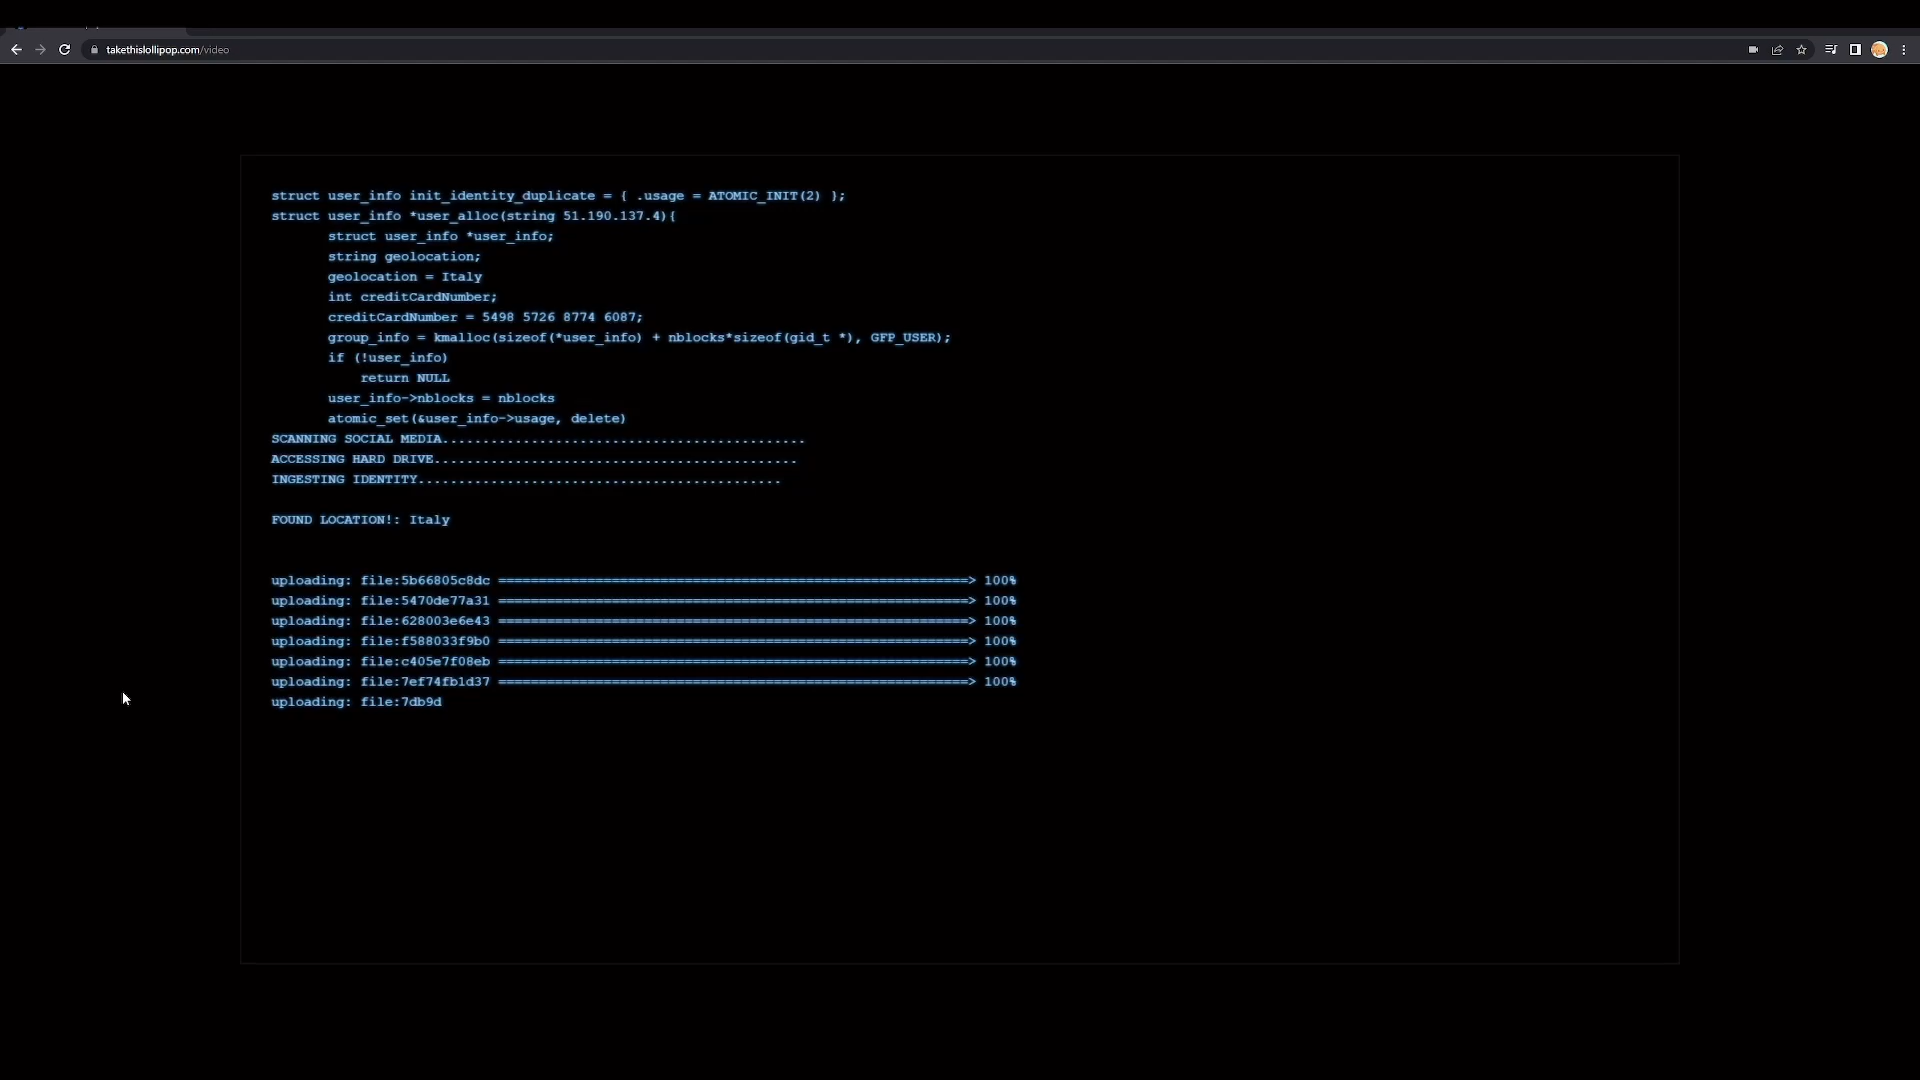 takethislollipop.com/video
struct user_info init_identity_duplicate = { .usage = ATOMIC_INIT(2) };
struct user_info *user_alloc(string 51.190.137.4){
struct user_info *user_info;
string geolocation;
geolocation = Italy
int creditCardNumber;
creditCardNumber = 5498 5726 8774 6087;
group_info = kmalloc(sizeof(*user_info) + nblocks*sizeof(gid_t *), GFP_USER);
if (!user_info)
return NULL
user_info->nblocks = nblocks
atomic_set(&user_info->usage, delete)
SCANNING SOCIAL MEDIA.............................................
ACCESSING HARD DRIVE.............................................
INGESTING IDENTITY.............................................
FOUND LOCATION!: Italy
uploading: file:5b66805c8dc ==========================================================> 100%
uploading: file:5470de77a31 ==========================================================> 100%
uploading: file:628003e6e43 ==========================================================> 100%
uploading: file:f588033f9b0 ==========================================================> 100%
uploading: file:c405e7f08eb ==========================================================> 100%
uploading: file:7ef74fb1d37 ==========================================================> 100%
uploading: file:7db9d